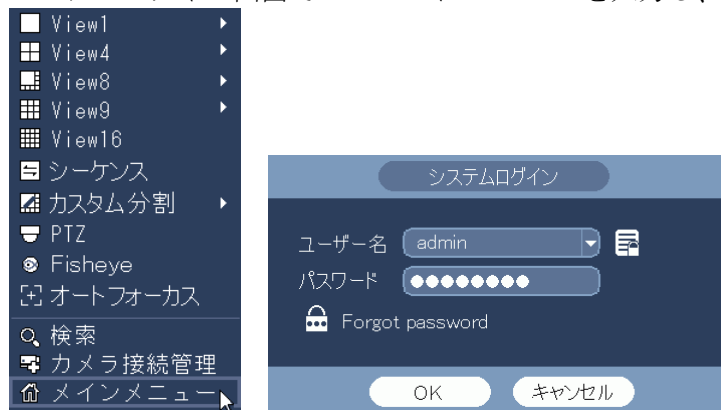 View1
View4
View8
View9
View16
シーケンス
カスタム分割
PTZ
Fisheye
オートフォーカス
検索
カメラ接続管理
メインメニュー
システムログイン
ユーザー名 admin
パスワード ●●●●●●●●
Forgot password
OK キャンセル